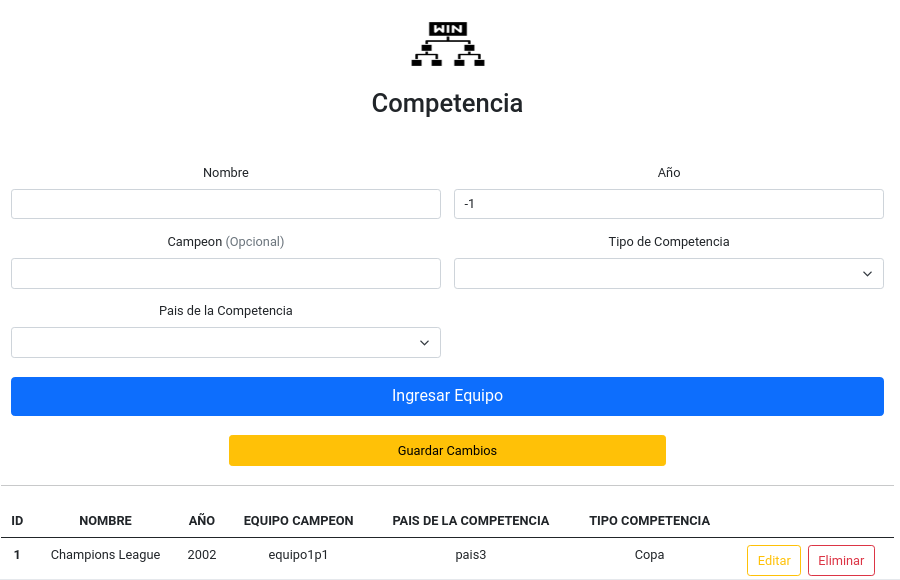 WIN
Competencia
Nombre Año
-1
Campeon (Opcional) Tipo de Competencia
Pais de la Competencia
Ingresar Equipo
Guardar Cambios
ID NOMBRE AÑO EQUIPO CAMPEON PAIS DE LA COMPETENCIA TIPO COMPETENCIA
1 Champions League 2002 equipo1p1 pais3 Copa Editar Eliminar